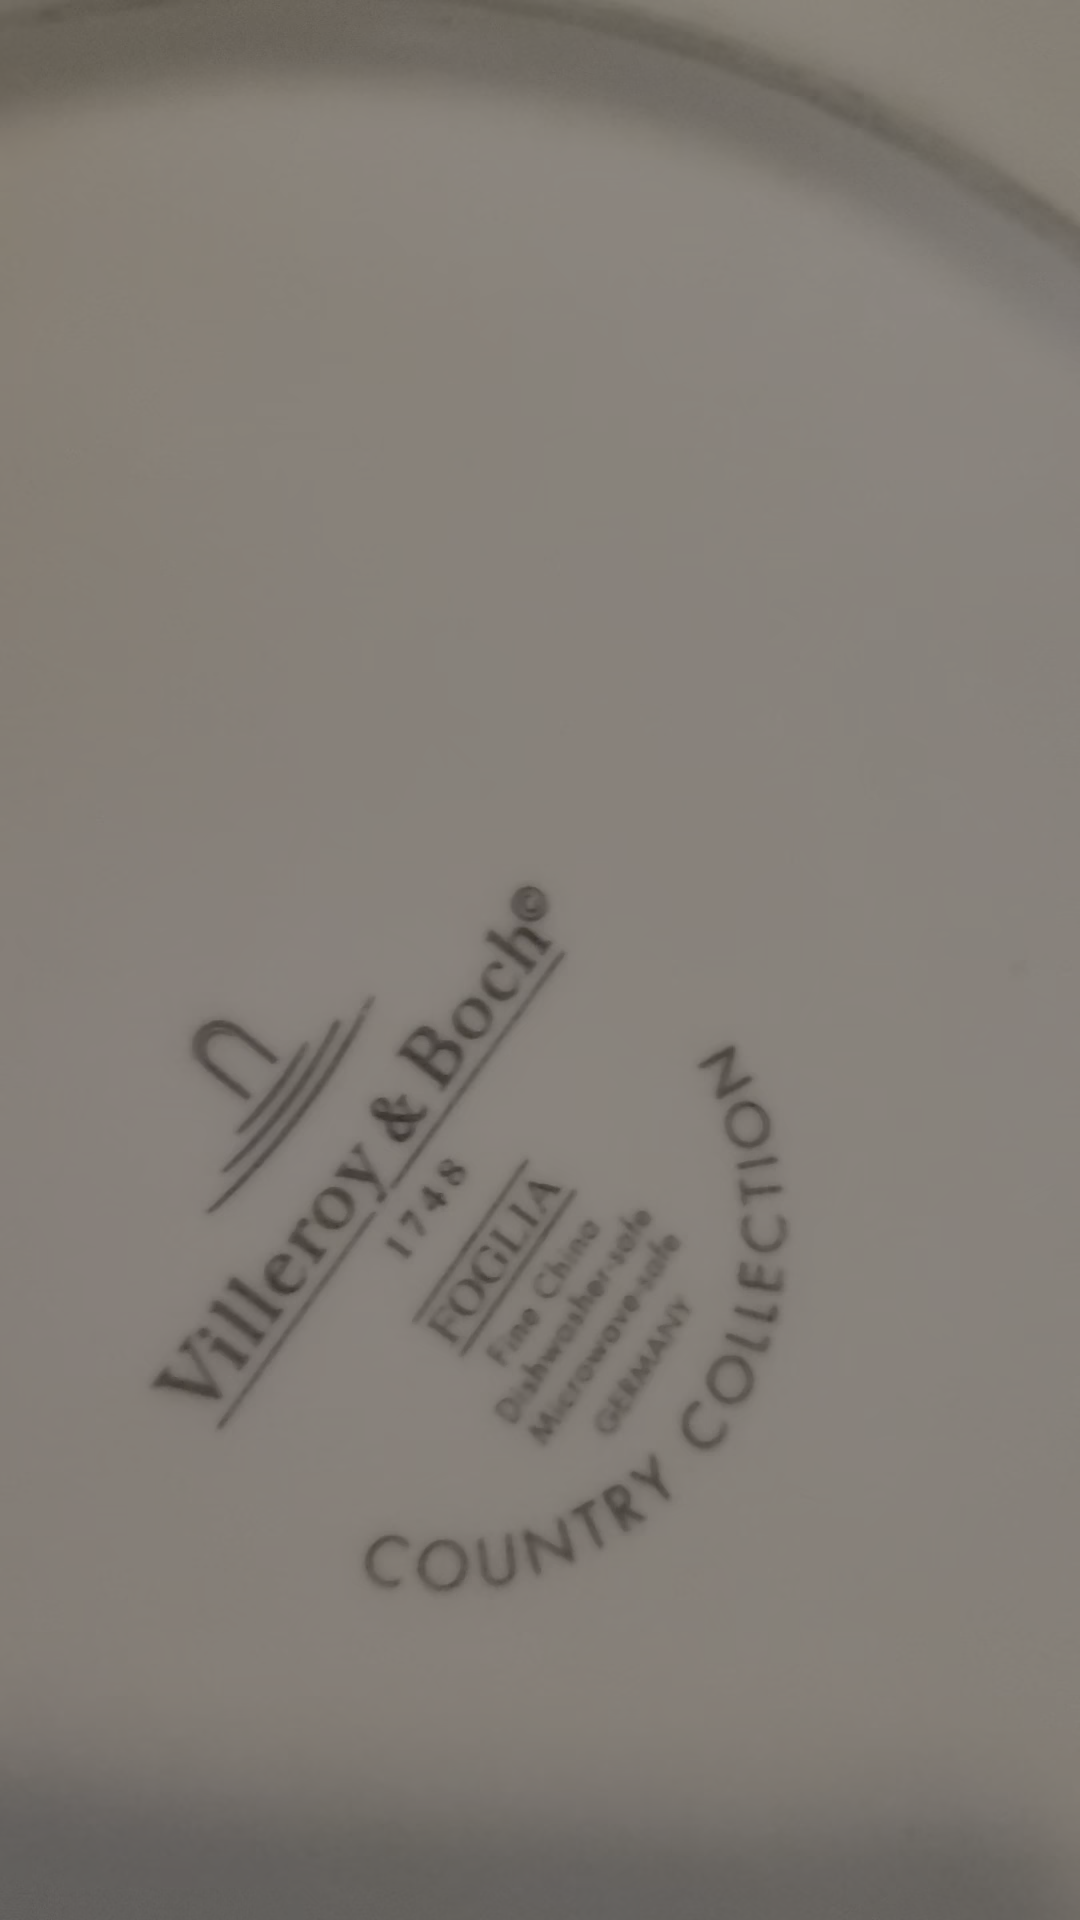 Villeroy & Boch©
1748
FOGLIA
Fine China
Dishwasher-safe
Microwave-safe
GERMANY
COUNTRY COLLECTION